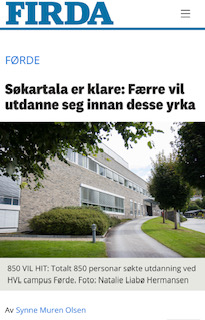 FIRDA
FØRDE
Søkartala er klare: Færre vil
utdanne seg innan desse yrka
850 VIL HIT: Totalt 850 personar søkte utdanning ved
HVL campus Førde. Foto: Natalie Liabø Hermansen
Av Synne Muren Olsen